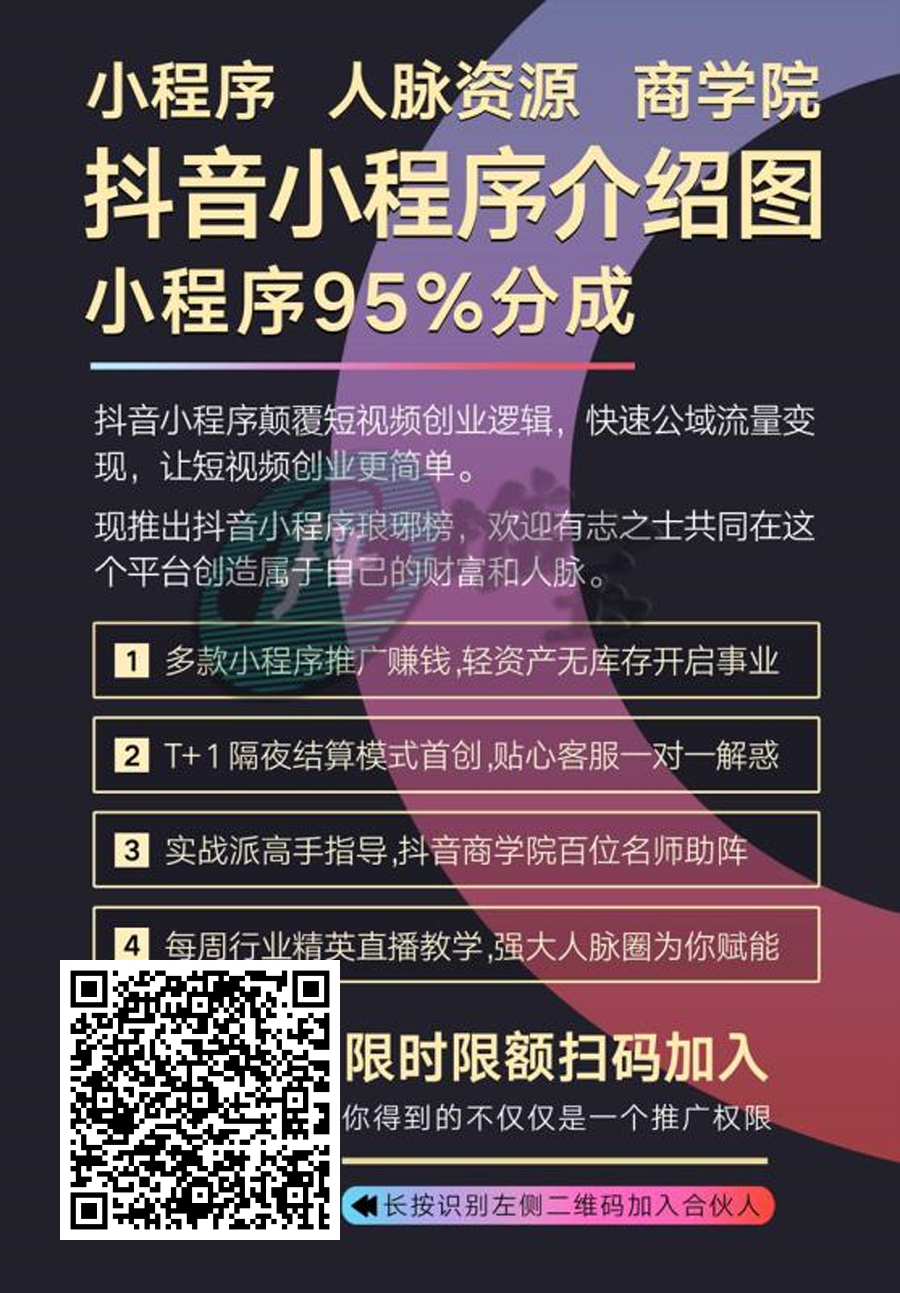 小程序 人脉资源 商学院
抖音小程序介绍图
小程序95%分成
抖音小程序颠覆短视频创业逻辑，快速公域流量变
现，让短视频创业更简单。
现推出抖音小程序琅琊榜，欢迎有志之士共同在这
个平台创造属于自己的财富和人脉。
1 多款小程序推广赚钱,轻资产无库存开启事业
2 T+1隔夜结算模式首创,贴心客服一对一解惑
3 实战派高手指导,抖音商学院百位名师助阵
4 每周行业精英直播教学,强大人脉圈为你赋能
限时限额扫码加入
你得到的不仅仅是一个推广权限
长按识别左侧二维码加入合伙人